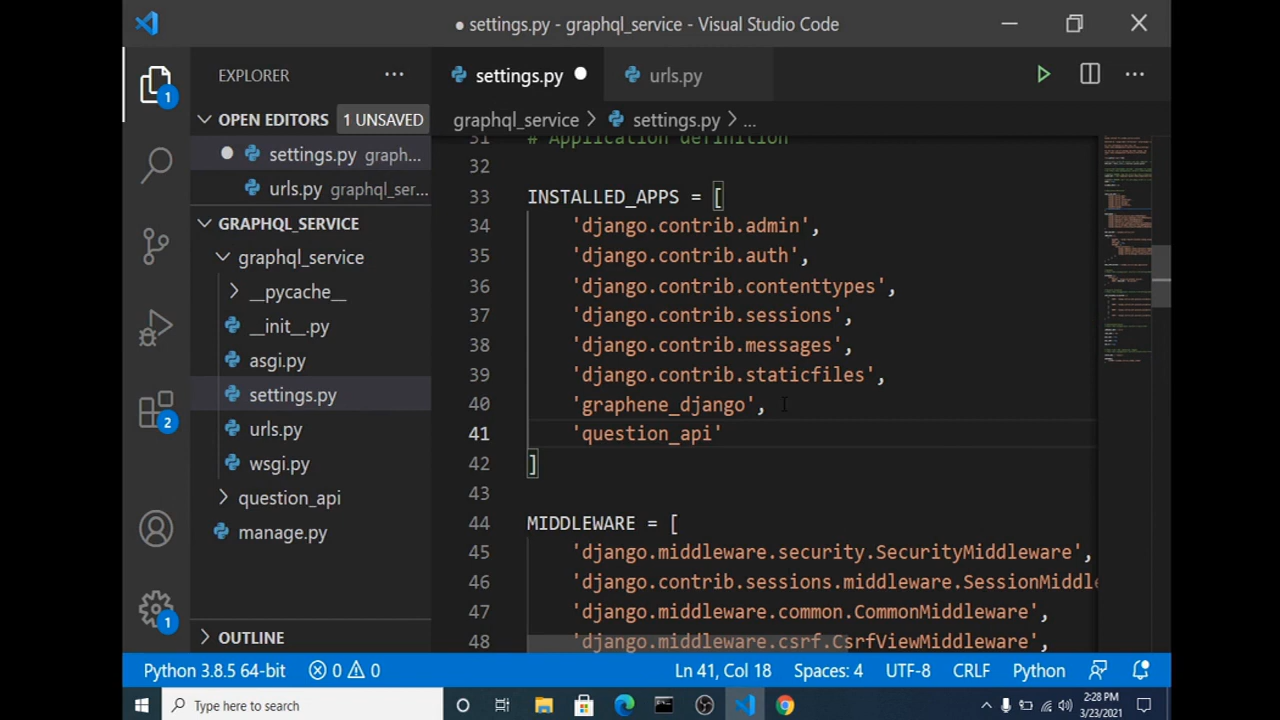 ● settings.py - graphql_service - Visual Studio Code
EXPLORER
settings.py
urls.py
1
OPEN EDITORS
1 UNSAVED
graphql_service > settings.py > ...
settings.py graph...
urls.py graphql_ser...
GRAPHQL_SERVICE
graphql_service
__pycache__
__init__.py
asgi.py
settings.py
urls.py
wsgi.py
question_api
manage.py
OUTLINE
2
1
31 # Application definition
32
33 INSTALLED_APPS = [
34 'django.contrib.admin',
35 'django.contrib.auth',
36 'django.contrib.contenttypes',
37 'django.contrib.sessions',
38 'django.contrib.messages',
39 'django.contrib.staticfiles',
40 'graphene_django',
41 'question_api'
42 ]
43
44 MIDDLEWARE = [
45 'django.middleware.security.SecurityMiddleware',
46 'django.contrib.sessions.middleware.SessionMiddle
47 'django.middleware.common.CommonMiddleware',
48 'django.middleware.csrf.CsrfViewMiddleware',
Python 3.8.5 64-bit 0 0 Ln 41, Col 18 Spaces: 4 UTF-8 CRLF Python
Type here to search
2:28 PM
3/23/2021